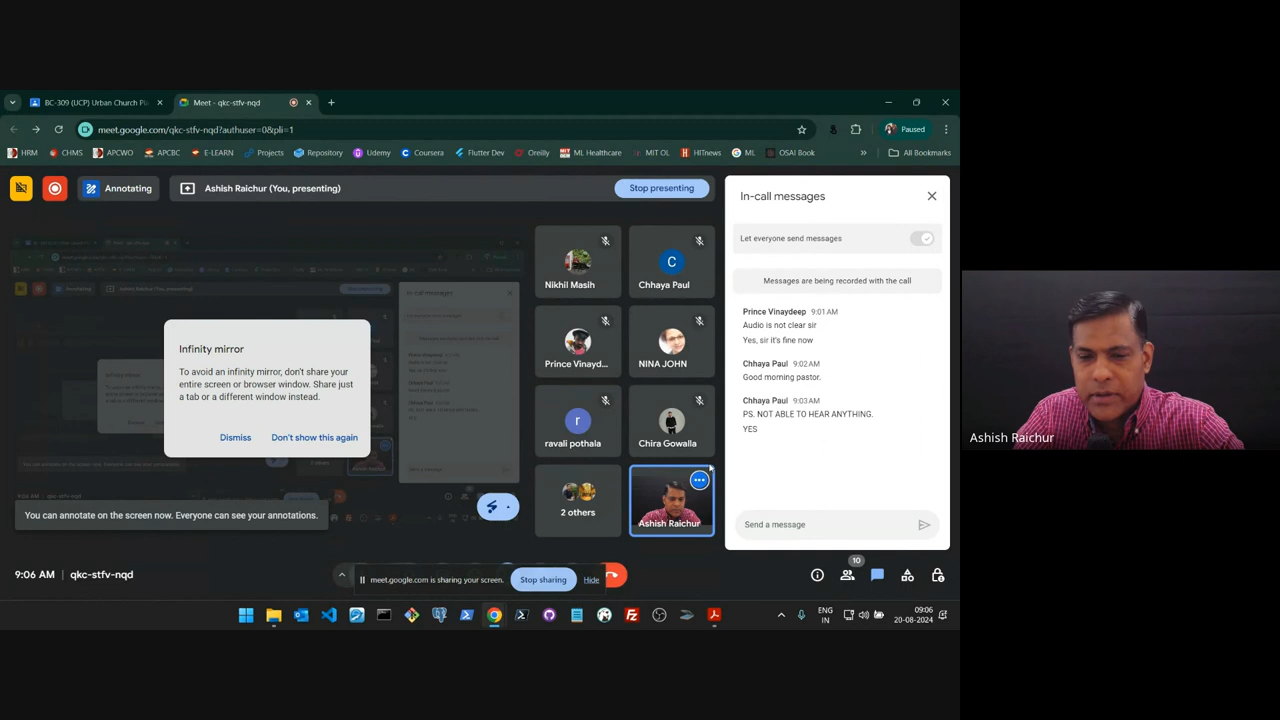 BC-309 (UCP) Urban Church Pl
Meet - qkc-stfv-nqd
meet.google.com/qkc-stfv-nqd?authuser=0&pli=1
Paused
HRM CHMS APCWO APCBC E-LEARN Projects Repository Udemy Coursera Flutter Dev Oreilly ML Healthcare MIT OL HITnews ML OSAI Book All Bookmarks
Annotating
Ashish Raichur (You, presenting)
Stop presenting
In-call messages
Let everyone send messages
Messages are being recorded with the call
Prince Vinaydeep 9:01 AM
Audio is not clear sir
Yes, sir it's fine now
Chhaya Paul 9:02 AM
Good morning pastor.
Chhaya Paul 9:03 AM
PS. NOT ABLE TO HEAR ANYTHING.
YES
Send a message
Nikhil Masih
C
Chhaya Paul
Prince Vinayd...
NINA JOHN
r
ravali pothala
Chira Gowalla
2 others
Ashish Raichur
Infinity mirror
To avoid an infinity mirror, don't share your
entire screen or browser window. Share just
a tab or a different window instead.
Dismiss Don't show this again
You can annotate on the screen now. Everyone can see your annotations.
9:06 AM | qkc-stfv-nqd
meet.google.com is sharing your screen.
Stop sharing
Hide
10
ENG
IN
09:06
20-08-2024
Ashish Raichur